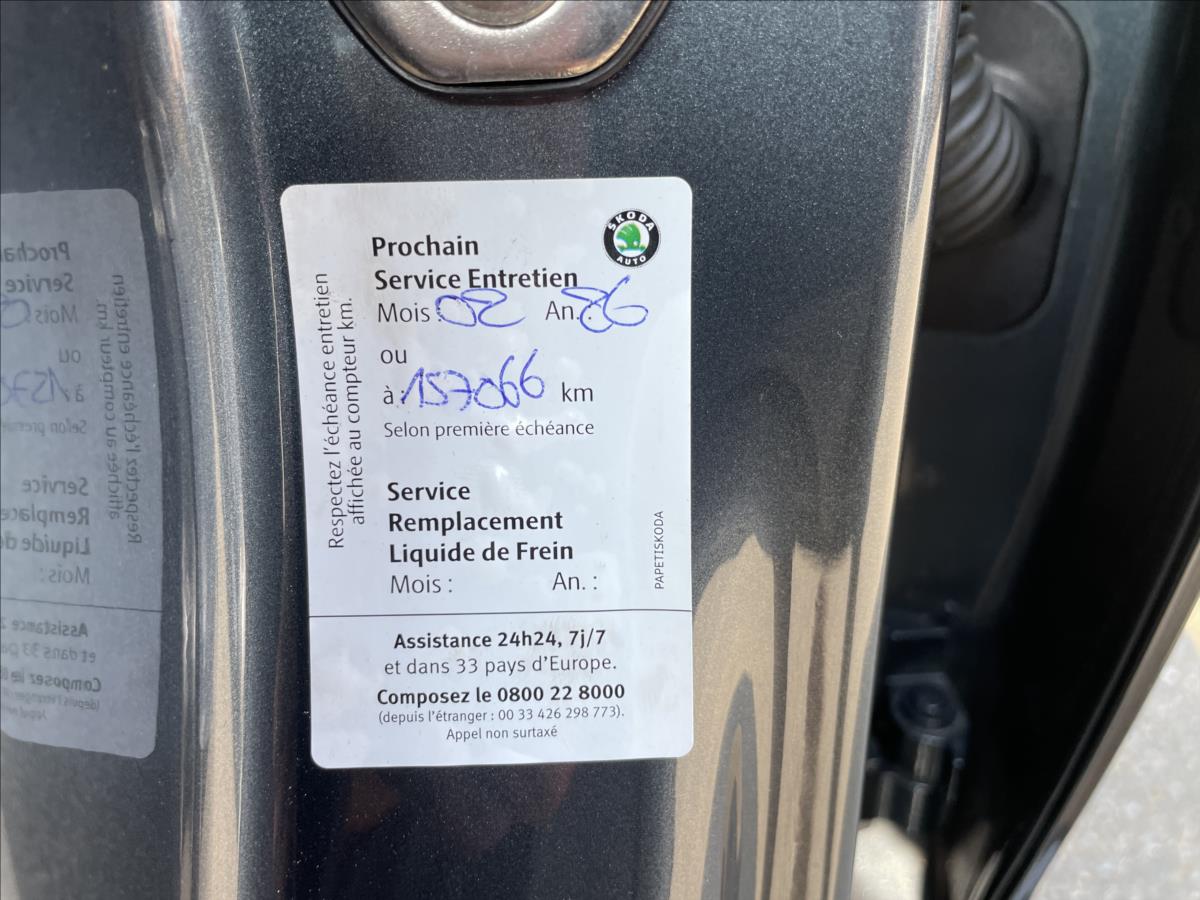 ŠKODA
AUTO
Prochain
Service Entretien
Mois : 02 An. : 26
ou
à : 157066 km
Selon première échéance
Respectez l'échéance entretien
affichée au compteur km.
Service
Remplacement
Liquide de Frein
Mois : An. :
PAPETISKODA
Assistance 24h24, 7j/7
et dans 33 pays d'Europe.
Composez le 0800 22 8000
(depuis l'étranger : 00 33 426 298 773).
Appel non surtaxé